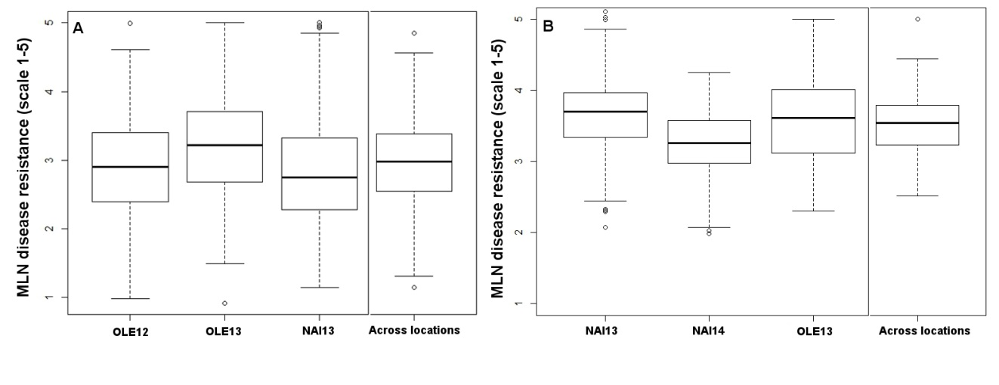 A
MLN disease resistance (scale 1-5)
5
4
3
2
1
OLE12 OLE13 NAI13 Across locations
B
MLN disease resistance (scale 1-5)
5
4
3
2
1
NAI13 NAI14 OLE13 Across locations